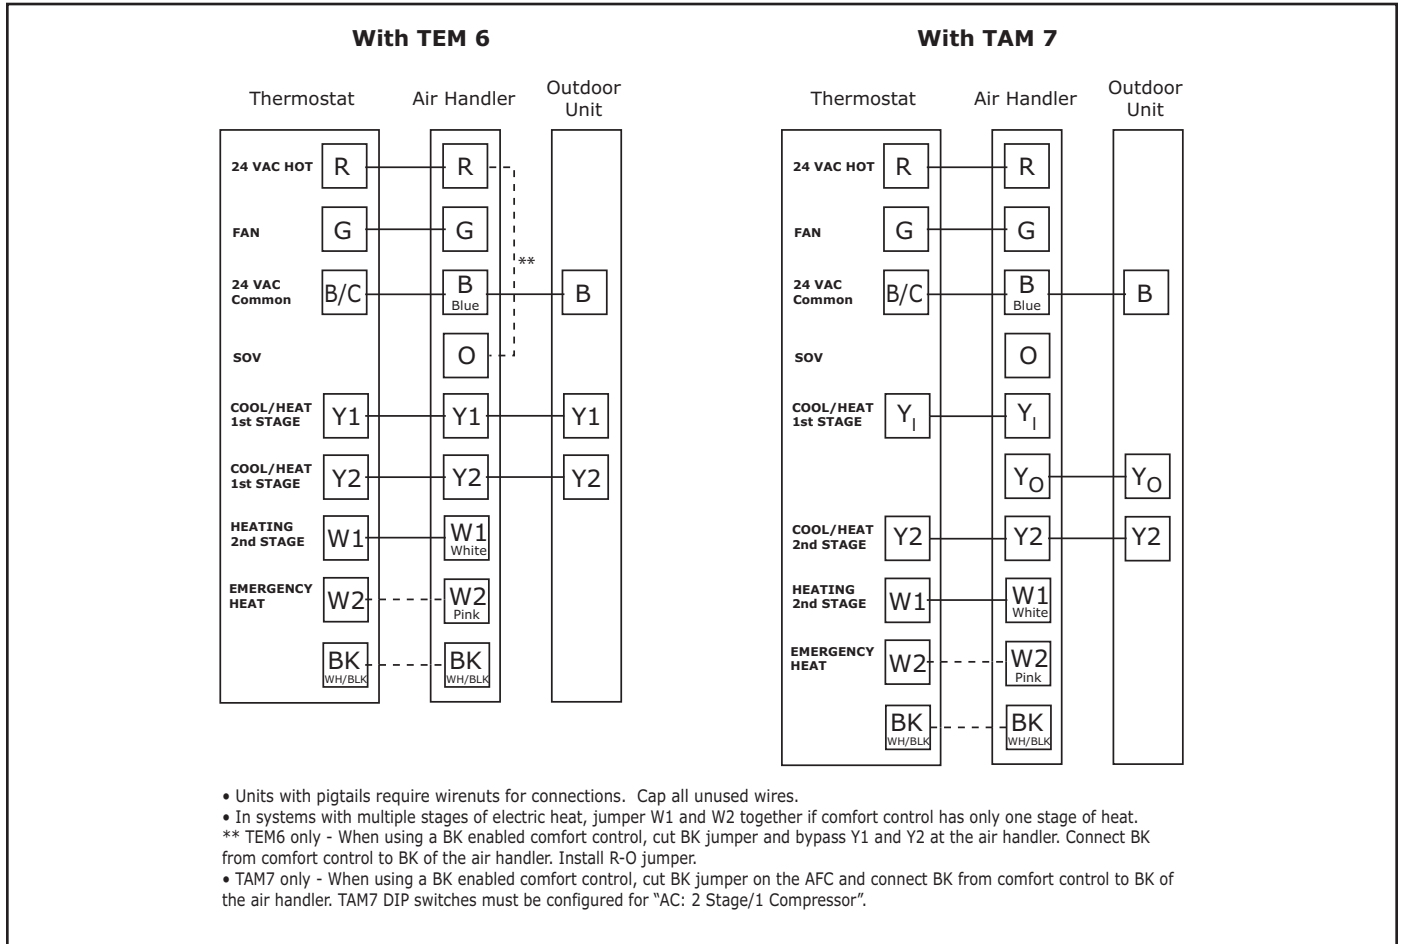 With TEM 6
Thermostat
Air Handler
Outdoor
Unit
24 VAC HOT R R
FAN G G
**
24 VAC
Common
B/C B
Blue
B
SOV O
COOL/HEAT
1st STAGE
Y1 Y1 Y1
COOL/HEAT
1st STAGE
Y2 Y2 Y2
HEATING
2nd STAGE
W1 W1
White
EMERGENCY
HEAT
W2 W2
Pink
BK BK
WH/BLK WH/BLK
With TAM 7
Thermostat
Air Handler
Outdoor
Unit
24 VAC HOT R R
FAN G G
24 VAC
Common
B/C B
Blue
B
SOV O
COOL/HEAT
1st STAGE
YI YI
YO YO
COOL/HEAT
2nd STAGE
Y2 Y2 Y2
HEATING
2nd STAGE
W1 W1
White
EMERGENCY
HEAT
W2 W2
Pink
BK BK
WH/BLK WH/BLK
• Units with pigtails require wirenuts for connections. Cap all unused wires.
• In systems with multiple stages of electric heat, jumper W1 and W2 together if comfort control has only one stage of heat.
** TEM6 only - When using a BK enabled comfort control, cut BK jumper and bypass Y1 and Y2 at the air handler. Connect BK
from comfort control to BK of the air handler. Install R-O jumper.
• TAM7 only - When using a BK enabled comfort control, cut BK jumper on the AFC and connect BK from comfort control to BK of
the air handler. TAM7 DIP switches must be configured for “AC: 2 Stage/1 Compressor”.